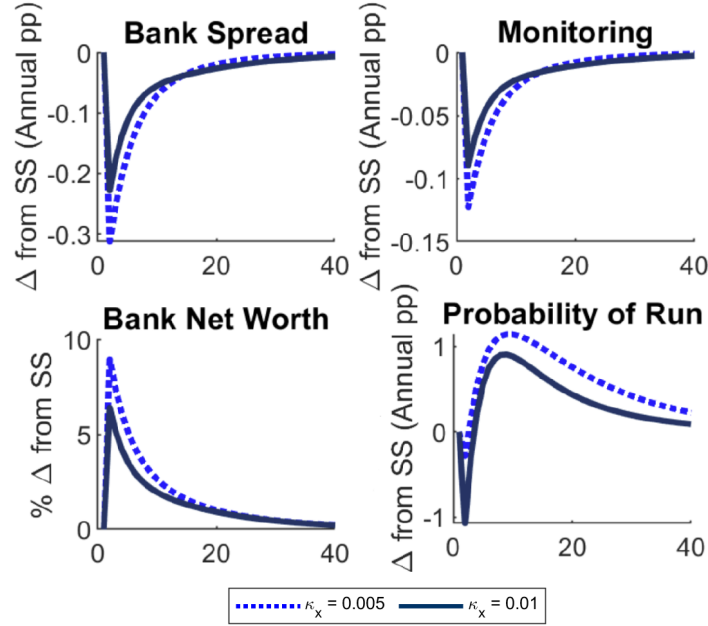 Bank Spread
Δ from SS (Annual pp)
0
-0.1
-0.2
-0.3
0
20
40
Monitoring
Δ from SS (Annual pp)
0
-0.05
-0.1
-0.15
0
20
40
Bank Net Worth
% Δ from SS
10
5
0
0
20
40
Probability of Run
Δ from SS (Annual pp)
1
0
-1
0
20
40
κx = 0.005 κx = 0.01